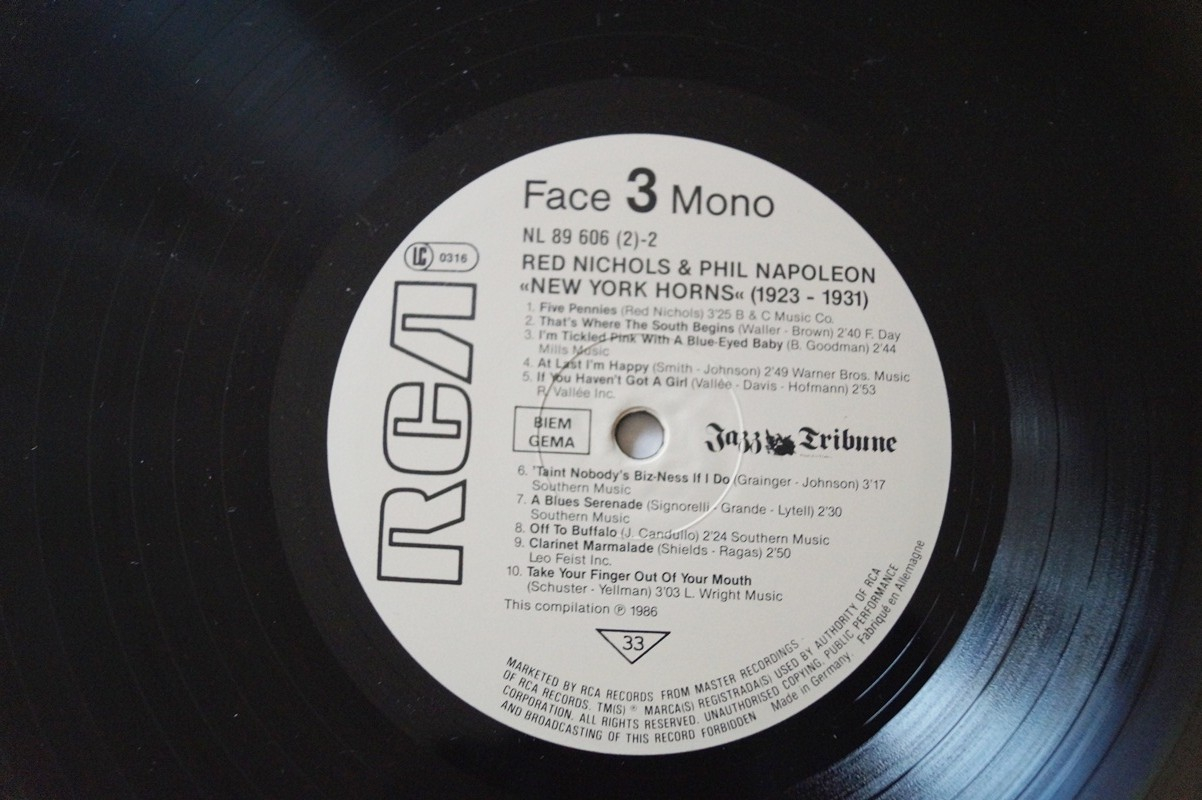 Face 3 Mono
NL 89 606 (2)-2
LC 0316
RED NICHOLS & PHIL NAPOLEON
«NEW YORK HORNS« (1923 - 1931)
1. Five Pennies (Red Nichols) 3'25 B & C Music Co.
2. That's Where The South Begins (Waller - Brown) 2'40 F. Day
3. I'm Tickled Pink With A Blue-Eyed Baby (B. Goodman) 2'44
Mills Music
4. At Last I'm Happy (Smith - Johnson) 2'49 Warner Bros. Music
5. If You Haven't Got A Girl (Vallée - Davis - Hofmann) 2'53
R. Vallée Inc.
RCA
BIEM
GEMA
Jazz Tribune
6. 'Taint Nobody's Biz-Ness If I Do (Grainger - Johnson) 3'17
Southern Music
7. A Blues Serenade (Signorelli - Grande - Lytell) 2'30
Southern Music
8. Off To Buffalo (J. Candullo) 2'24 Southern Music
9. Clarinet Marmalade (Shields - Ragas) 2'50
Leo Feist Inc.
10. Take Your Finger Out Of Your Mouth
(Schuster - Yellman) 3'03 L. Wright Music
This compilation ℗ 1986
33
MARKETED BY RCA RECORDS FROM MASTER RECORDINGS
OF RCA RECORDS. TM(S) ® MARCA(S) REGISTRADA(S) USED BY AUTHORITY OF RCA
CORPORATION. ALL RIGHTS RESERVED. UNAUTHORISED COPYING, PUBLIC PERFORMANCE
AND BROADCASTING OF THIS RECORD FORBIDDEN Made in Germany. Fabriqué en Allemagne